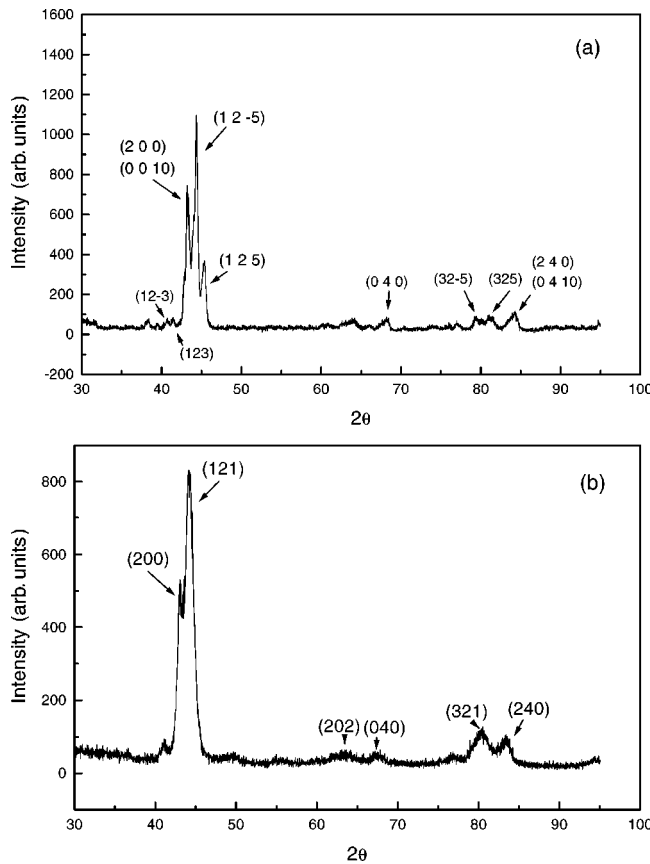 (a)
1600
1400
1200
1000
800
600
400
200
0
-200
Intensity (arb. units)
(1 2 -5)
(2 0 0)
(0 0 10)
(1 2 5)
(12-3)
(123)
(0 4 0)
(32-5)
(325)
(2 4 0)
(0 4 10)
30 40 50 60 70 80 90 100
2θ
(b)
800
600
400
200
0
Intensity (arb. units)
(121)
(200)
(202)
(040)
(321)
(240)
30 40 50 60 70 80 90 100
2θ